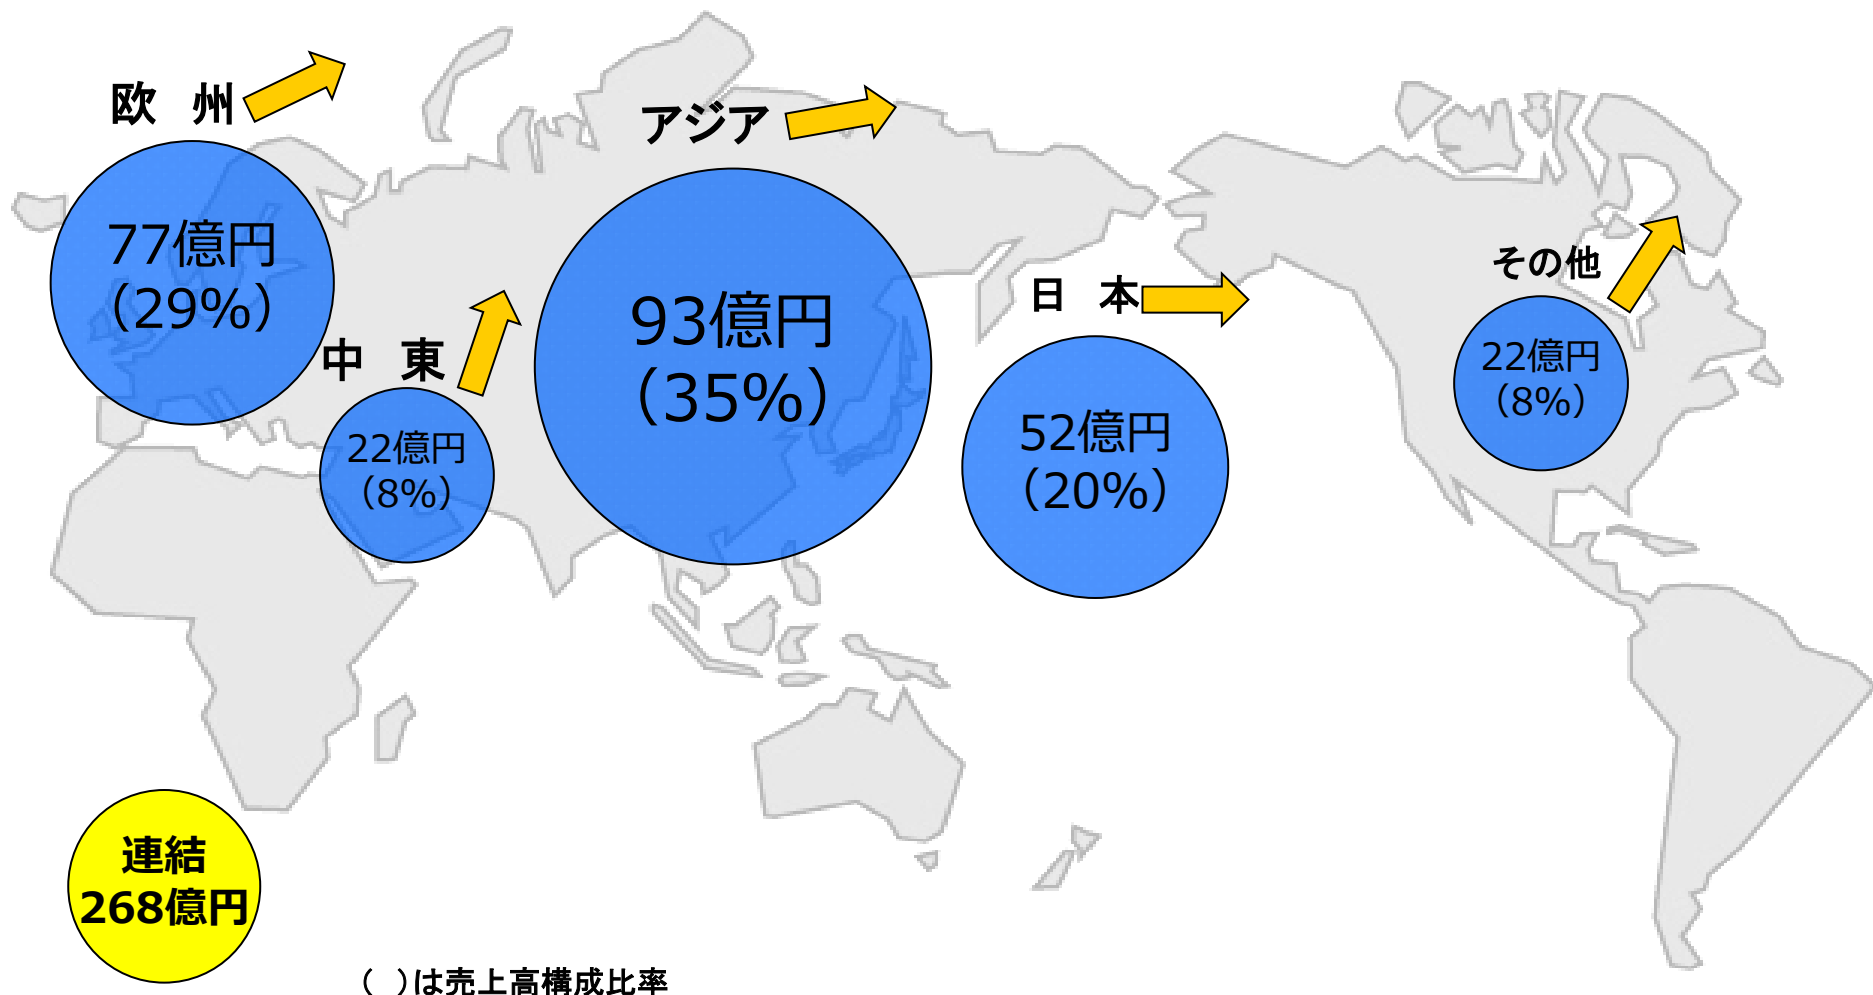 欧　州
77億円
（29%）
中　東
22億円
（8%）
アジア
93億円
（35%）
日　本
52億円
（20%）
その他
22億円
（8%）
連結
268億円
（　）は売上高構成比率